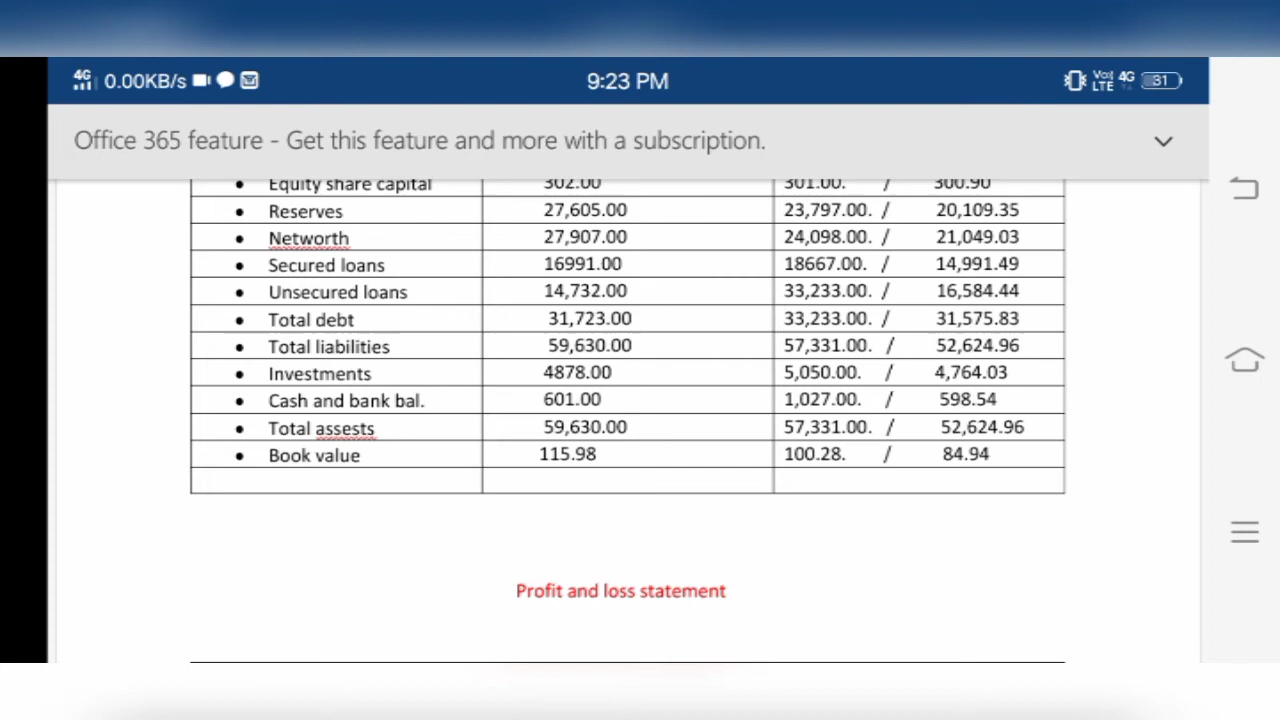 4G 0.00KB/s 9:23 PM Vo) LTE 4G 31
Office 365 feature - Get this feature and more with a subscription.
• Equity share capital 302.00 301.00. / 300.90
• Reserves 27,605.00 23,797.00. / 20,109.35
• Networth 27,907.00 24,098.00. / 21,049.03
• Secured loans 16991.00 18667.00. / 14,991.49
• Unsecured loans 14,732.00 33,233.00. / 16,584.44
• Total debt 31,723.00 33,233.00. / 31,575.83
• Total liabilities 59,630.00 57,331.00. / 52,624.96
• Investments 4878.00 5,050.00. / 4,764.03
• Cash and bank bal. 601.00 1,027.00. / 598.54
• Total assests 59,630.00 57,331.00. / 52,624.96
• Book value 115.98 100.28. / 84.94
Profit and loss statement